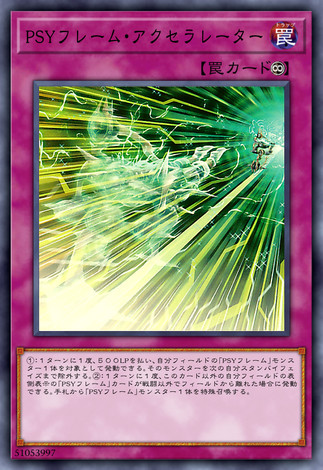 PSYフレーム・アクセラレーター
トラップ
罠
【罠カード】
①:1ターンに1度、500LPを払い、自分フィールドの「PSYフレーム」モンス
ター1体を対象として発動できる。そのモンスターを次の自分スタンバイフェ
イズまで除外する。②:1ターンに1度、このカード以外の自分フィールドの表
側表示の「PSYフレーム」カードが戦闘以外でフィールドから離れた場合に発動
できる。手札から「PSYフレーム」モンスター1体を特殊召喚する。
51053997